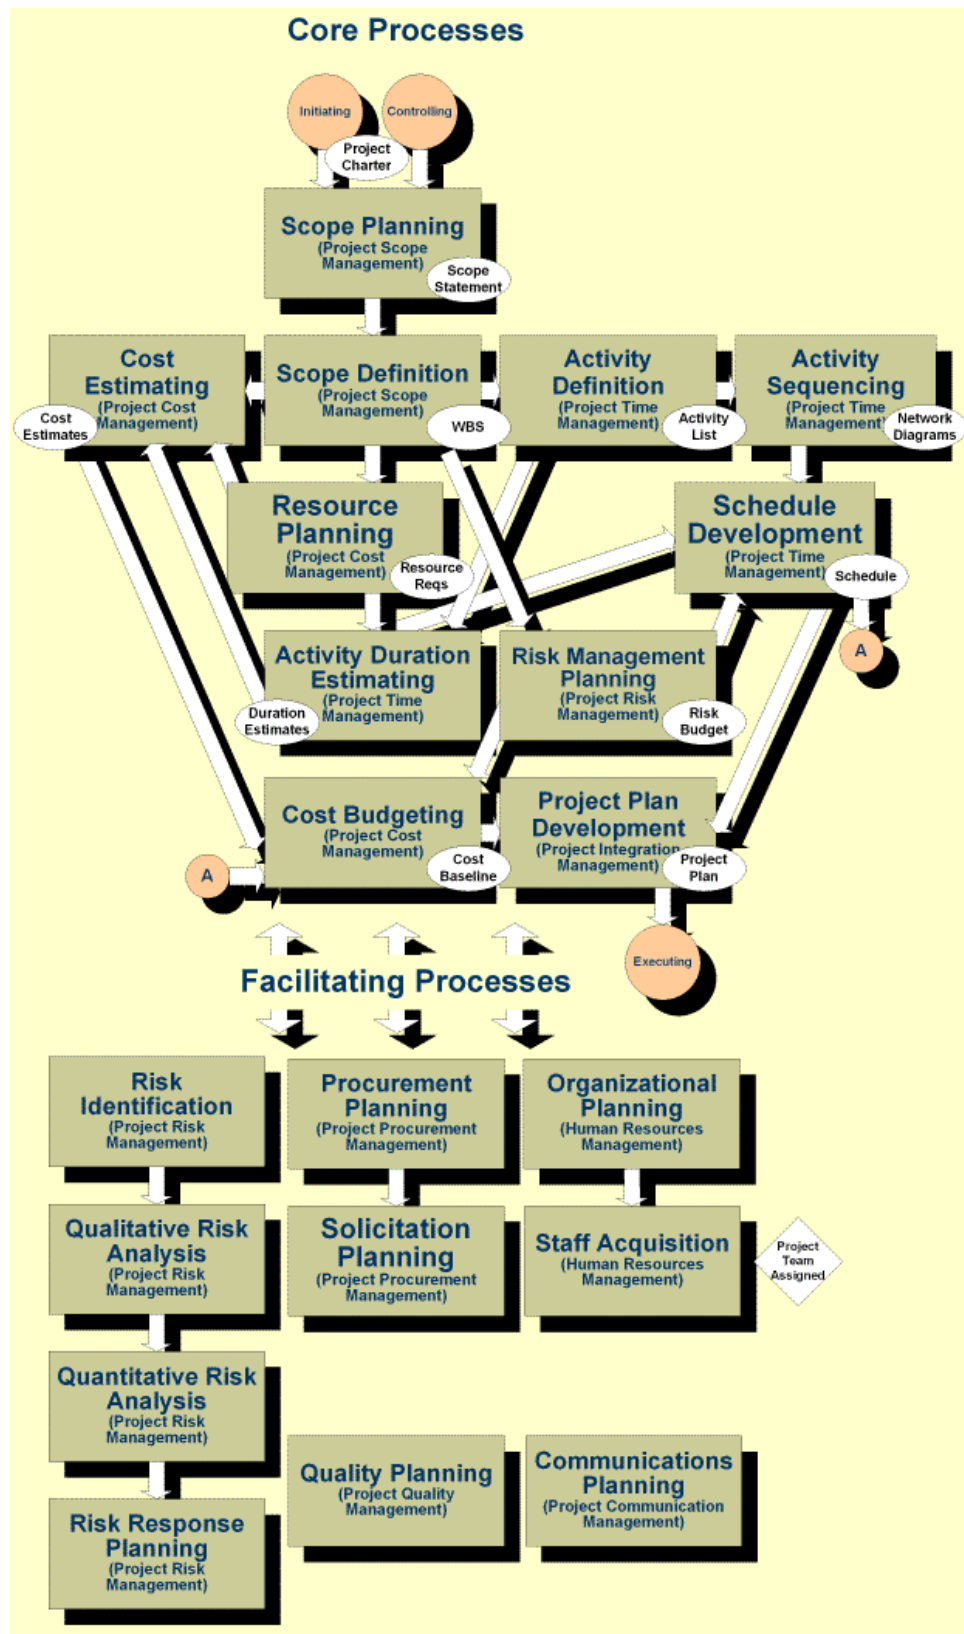 Core Processes
Initiating
Controlling
Project
Charter
Scope Planning
(Project Scope
Management)
Scope
Statement
Cost
Estimating
(Project Cost
Management)
Cost
Estimates
Scope Definition
(Project Scope
Management)
WBS
Activity
Definition
(Project Time
Management)
Activity
List
Activity
Sequencing
(Project Time
Management)
Network
Diagrams
Resource
Planning
(Project Cost
Management)
Resource
Reqs
Schedule
Development
(Project Time
Management)
Schedule
A
Activity Duration
Estimating
(Project Time
Management)
Duration
Estimates
Risk Management
Planning
(Project Risk
Management)
Risk
Budget
Cost Budgeting
(Project Cost
Management)
Cost
Baseline
Project Plan
Development
(Project Integration
Management)
Project
Plan
A
Executing
Facilitating Processes
Risk
Identification
(Project Risk
Management)
Procurement
Planning
(Project Procurement
Management)
Organizational
Planning
(Human Resources
Management)
Qualitative Risk
Analysis
(Project Risk
Management)
Solicitation
Planning
(Project Procurement
Management)
Staff Acquisition
(Human Resources
Management)
Project
Team
Assigned
Quantitative Risk
Analysis
(Project Risk
Management)
Quality Planning
(Project Quality
Management)
Communications
Planning
(Project Communication
Management)
Risk Response
Planning
(Project Risk
Management)